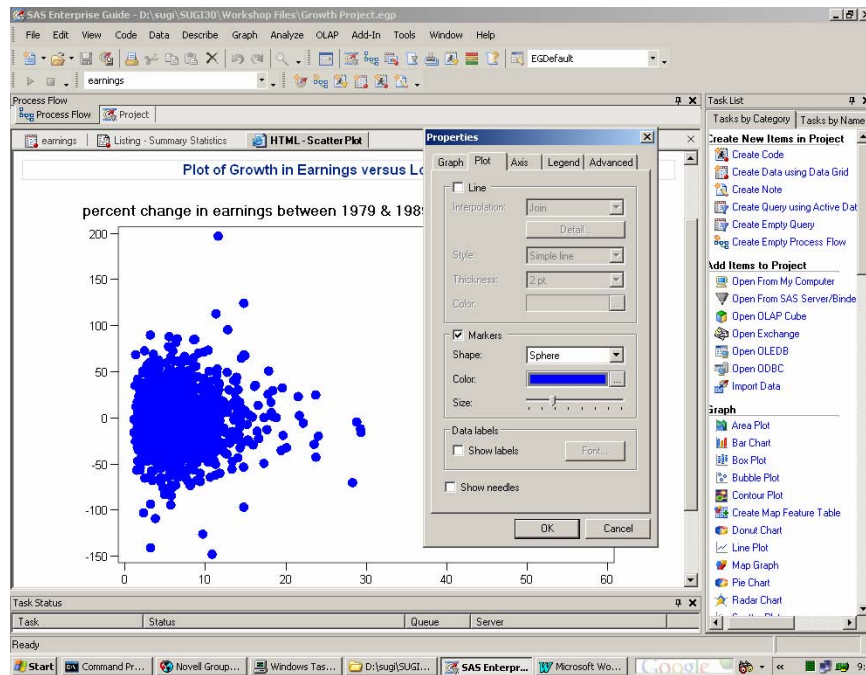 SAS Enterprise Guide - D:\sugi\SUGI30\Workshop Files\Growth Project.egp
File Edit View Code Data Describe Graph Analyze OLAP Add-In Tools Window Help
EGDefault
earnings
Process Flow
Process Flow Project
earnings Listing - Summary Statistics HTML - Scatter Plot
Plot of Growth in Earnings versus
percent change in earnings between 1979 &
200
150
100
50
0
-50
-100
-150
0 10 20 30 40 50 60
Properties
Graph Plot Axis Legend Advanced
Line
Interpolation: Join
Detail...
Style: Simple line
Thickness: 2 pt.
Color: ...
Markers
Shape: Sphere
Color: ...
Size:
Data labels
Show labels Font...
Show needles
OK Cancel
Task List
Tasks by Category Tasks by Name
Create New Items in Project
Create Code
Create Data using Data Grid
Create Note
Create Query using Active Dat
Create Empty Query
Create Empty Process Flow
Add Items to Project
Open From My Computer
Open From SAS Server/Binde
Open OLAP Cube
Open Exchange
Open OLEDB
Open ODBC
Import Data
Graph
Area Plot
Bar Chart
Box Plot
Bubble Plot
Contour Plot
Create Map Feature Table
Donut Chart
Line Plot
Map Graph
Pie Chart
Radar Chart
Task Status
Task Status Queue Server
Ready
Start Command Pr... Novell Group... Windows Tas... D:\sugi\SUGI... SAS Enterpr... Microsoft Wo... Google 9: